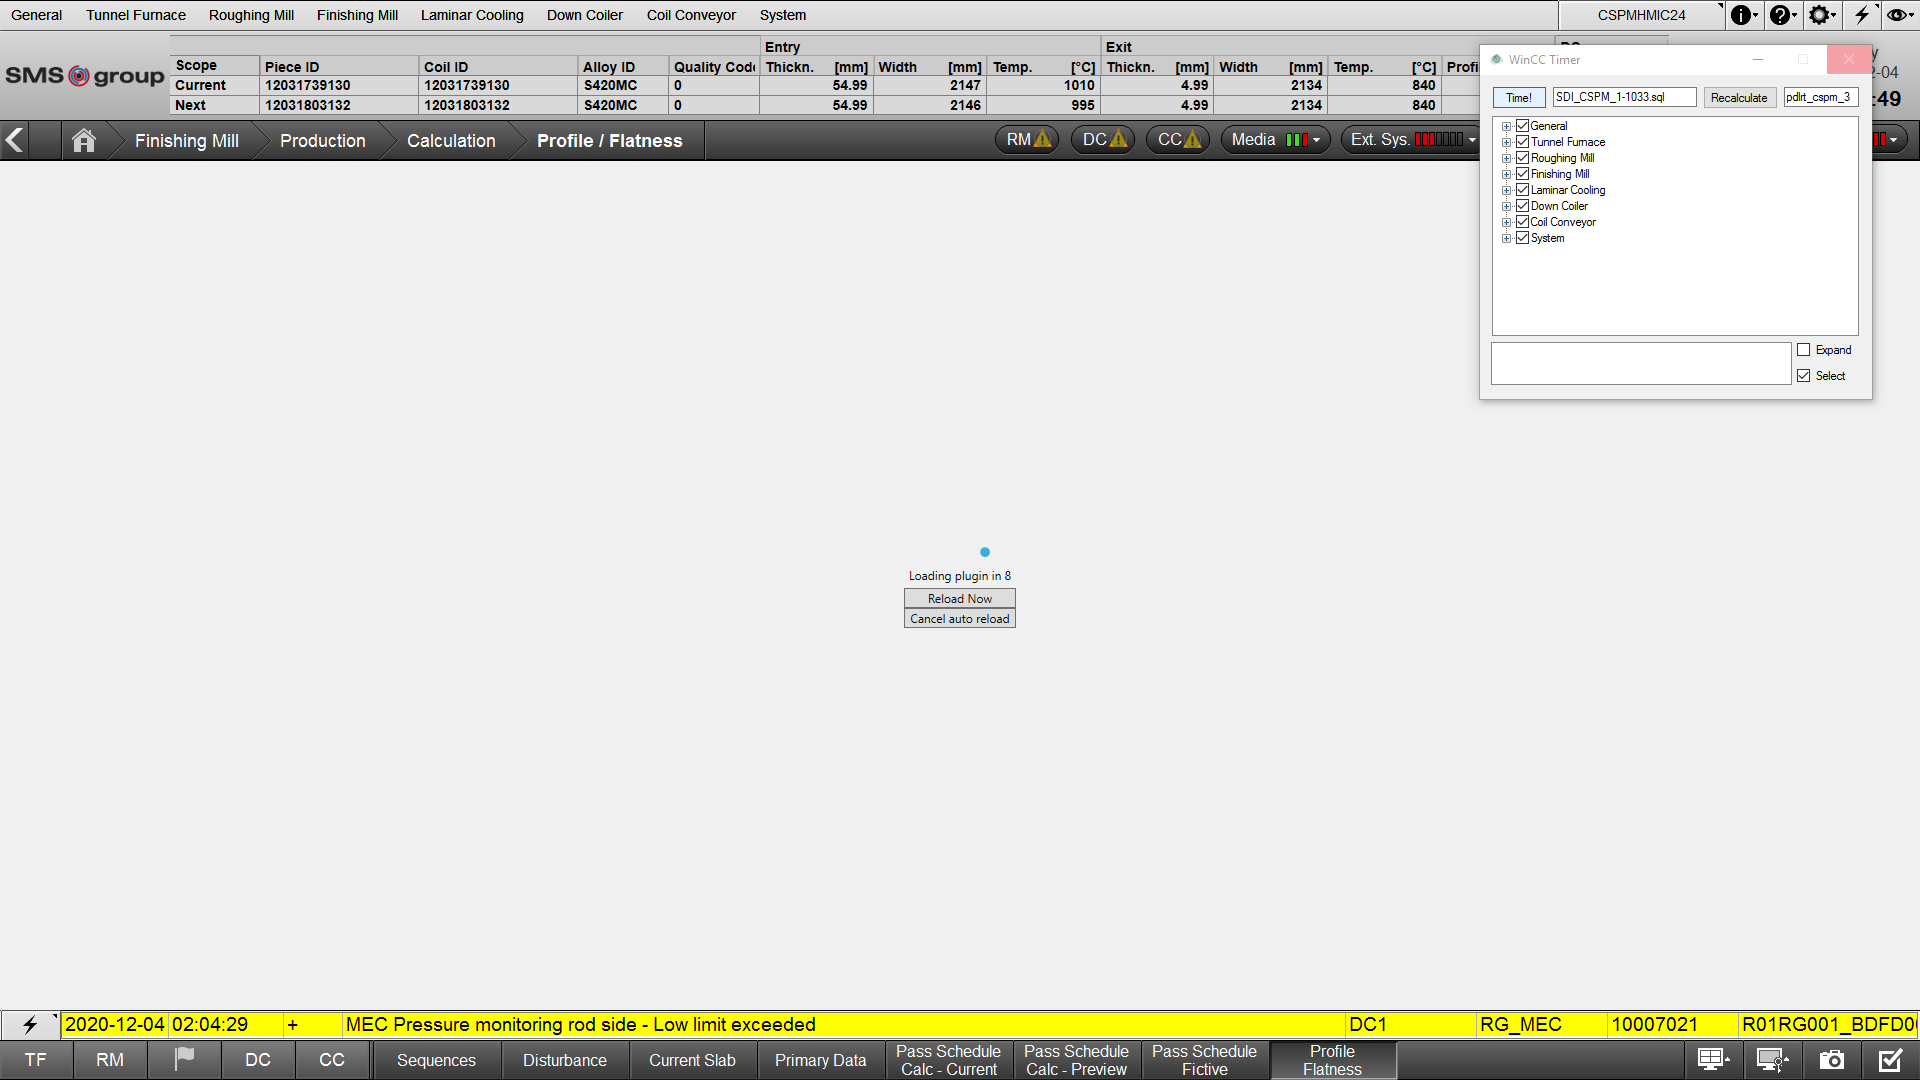 General Tunnel Furnace Roughing Mill Finishing Mill Laminar Cooling Down Coiler Coil Conveyor System CSPMHMIC24
SMS group
Entry Exit
Scope Piece ID Coil ID Alloy ID Quality Code Thickn. [mm] Width [mm] Temp. [°C] Thickn. [mm] Width [mm] Temp. [°C] Profi
Current 12031739130 12031739130 S420MC 0 54.99 2147 1010 4.99 2134 840
Next 12031803132 12031803132 S420MC 0 54.99 2146 995 4.99 2134 840
-04
:49
Finishing Mill Production Calculation Profile / Flatness RM DC CC Media Ext. Sys.
WinCC Timer
Time! SDI_CSPM_1-1033.sql Recalculate pdlrt_cspm_3
General
Tunnel Furnace
Roughing Mill
Finishing Mill
Laminar Cooling
Down Coiler
Coil Conveyor
System
Expand
Select
Loading plugin in 8
Reload Now
Cancel auto reload
2020-12-04 02:04:29 + MEC Pressure monitoring rod side - Low limit exceeded DC1 RG_MEC 10007021 R01RG001_BDFD0
TF RM DC CC Sequences Disturbance Current Slab Primary Data
Pass Schedule Calc - Current
Pass Schedule Calc - Preview
Pass Schedule Fictive
Profile Flatness